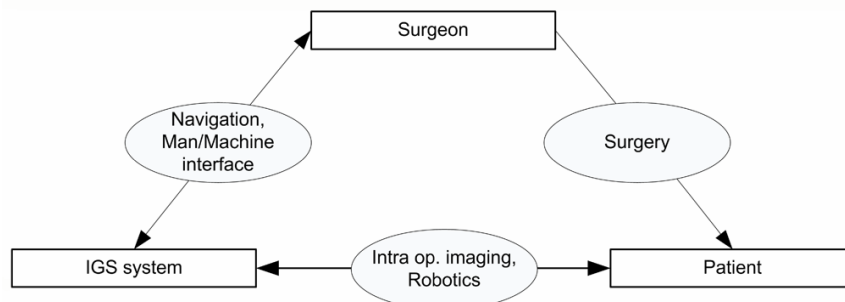 Surgeon
Navigation,
Man/Machine
interface
Surgery
IGS system
Intra op. imaging,
Robotics
Patient